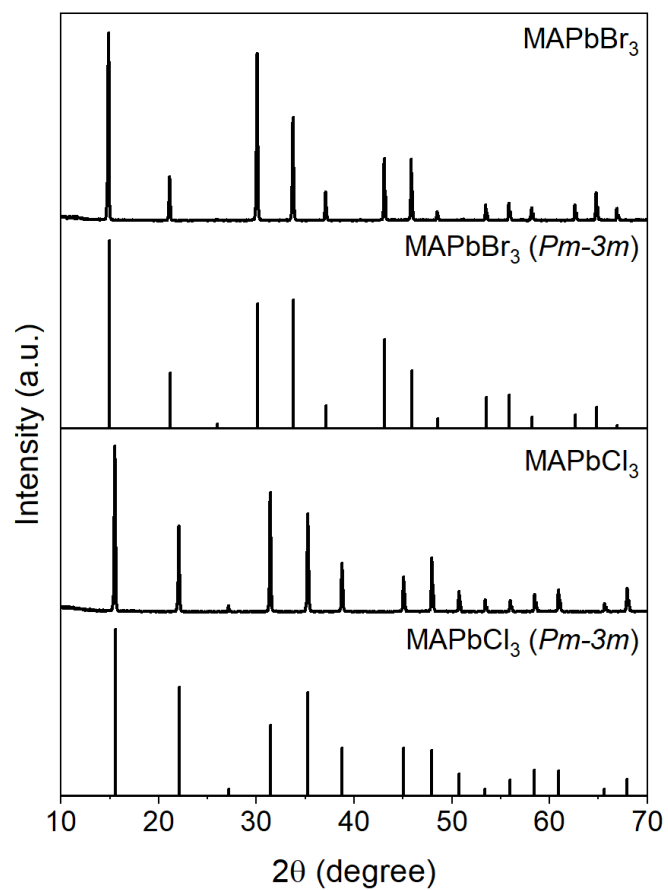 MAPbBr₃
MAPbBr₃ (Pm-3m)
MAPbCl₃
MAPbCl₃ (Pm-3m)
Intensity (a.u.)
10 20 30 40 50 60 70
2θ (degree)